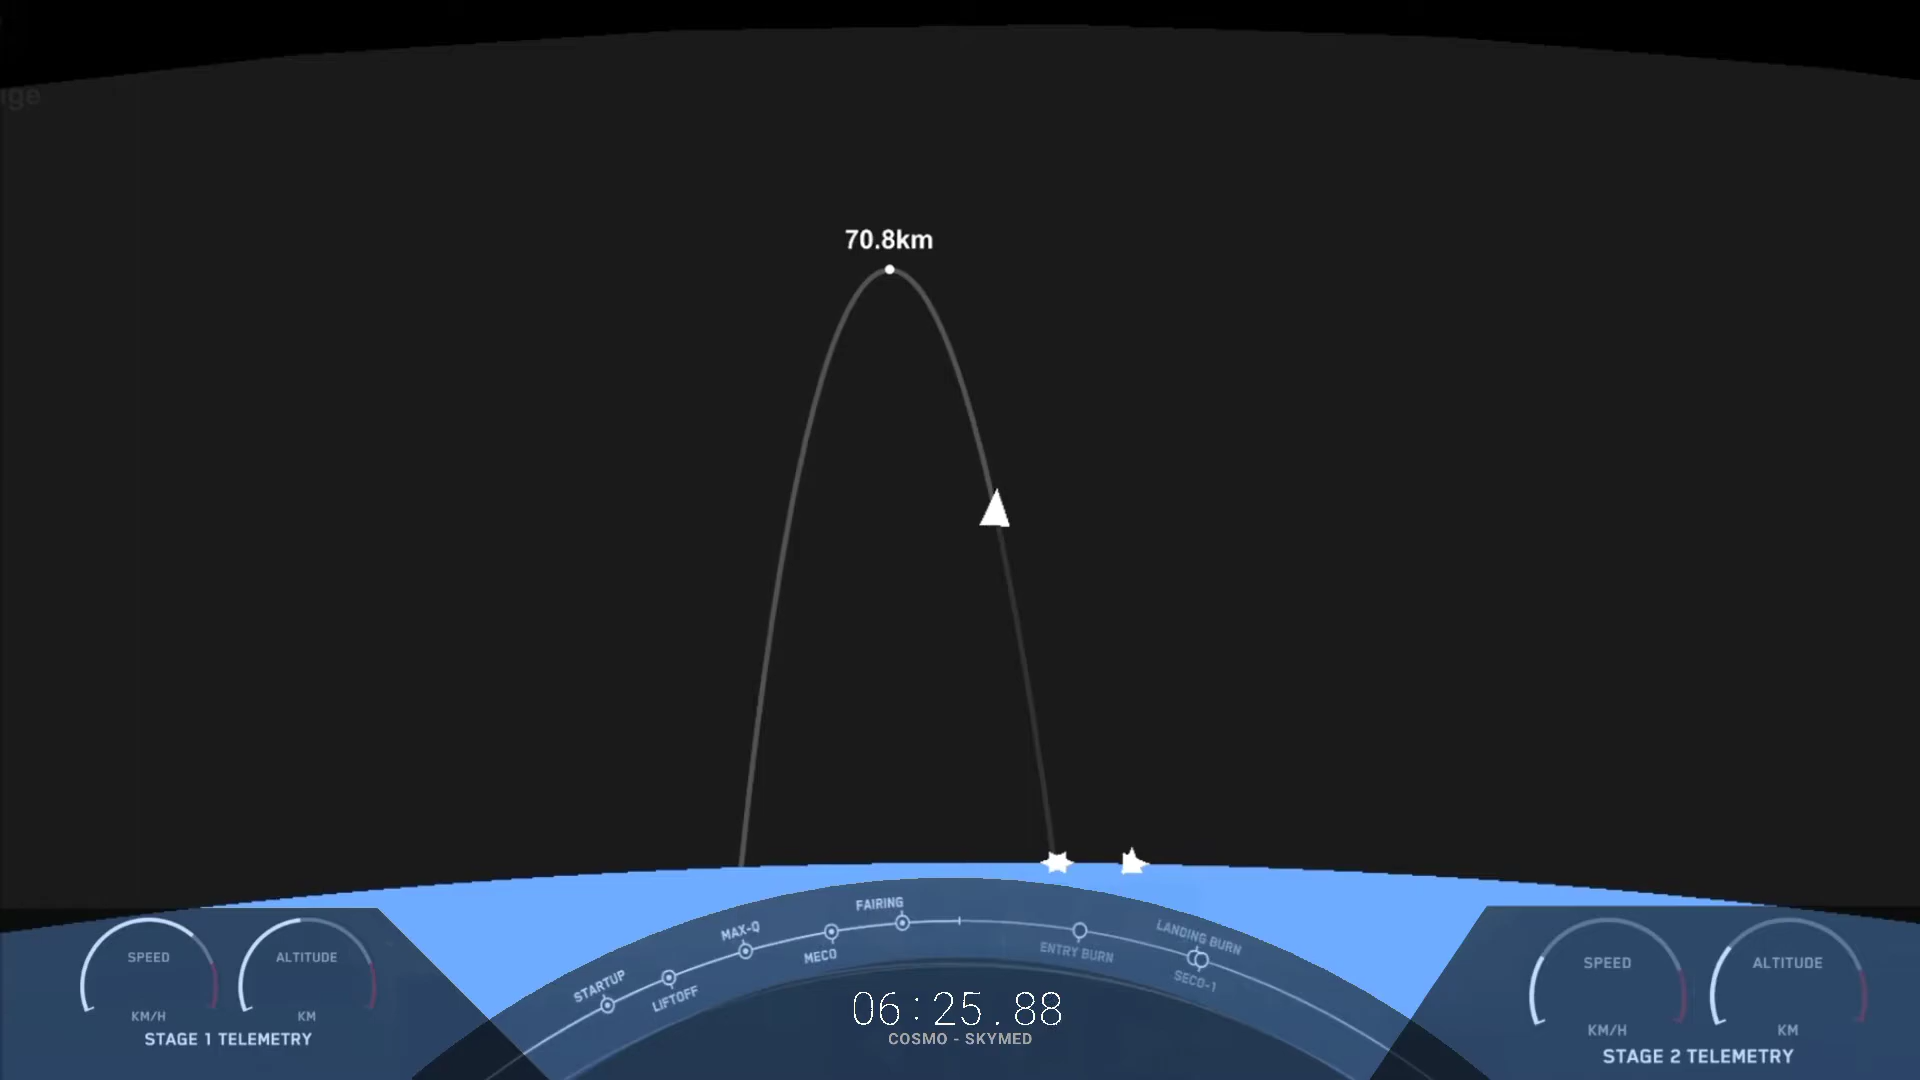 70.8km
SPEED
KM/H
ALTITUDE
KM
STAGE 1 TELEMETRY
STARTUP
LIFTOFF
MAX-Q
MECO
FAIRING
ENTRY BURN
LANDING BURN
SECO-1
06:25.88
COSMO - SKYMED
SPEED
KM/H
ALTITUDE
KM
STAGE 2 TELEMETRY